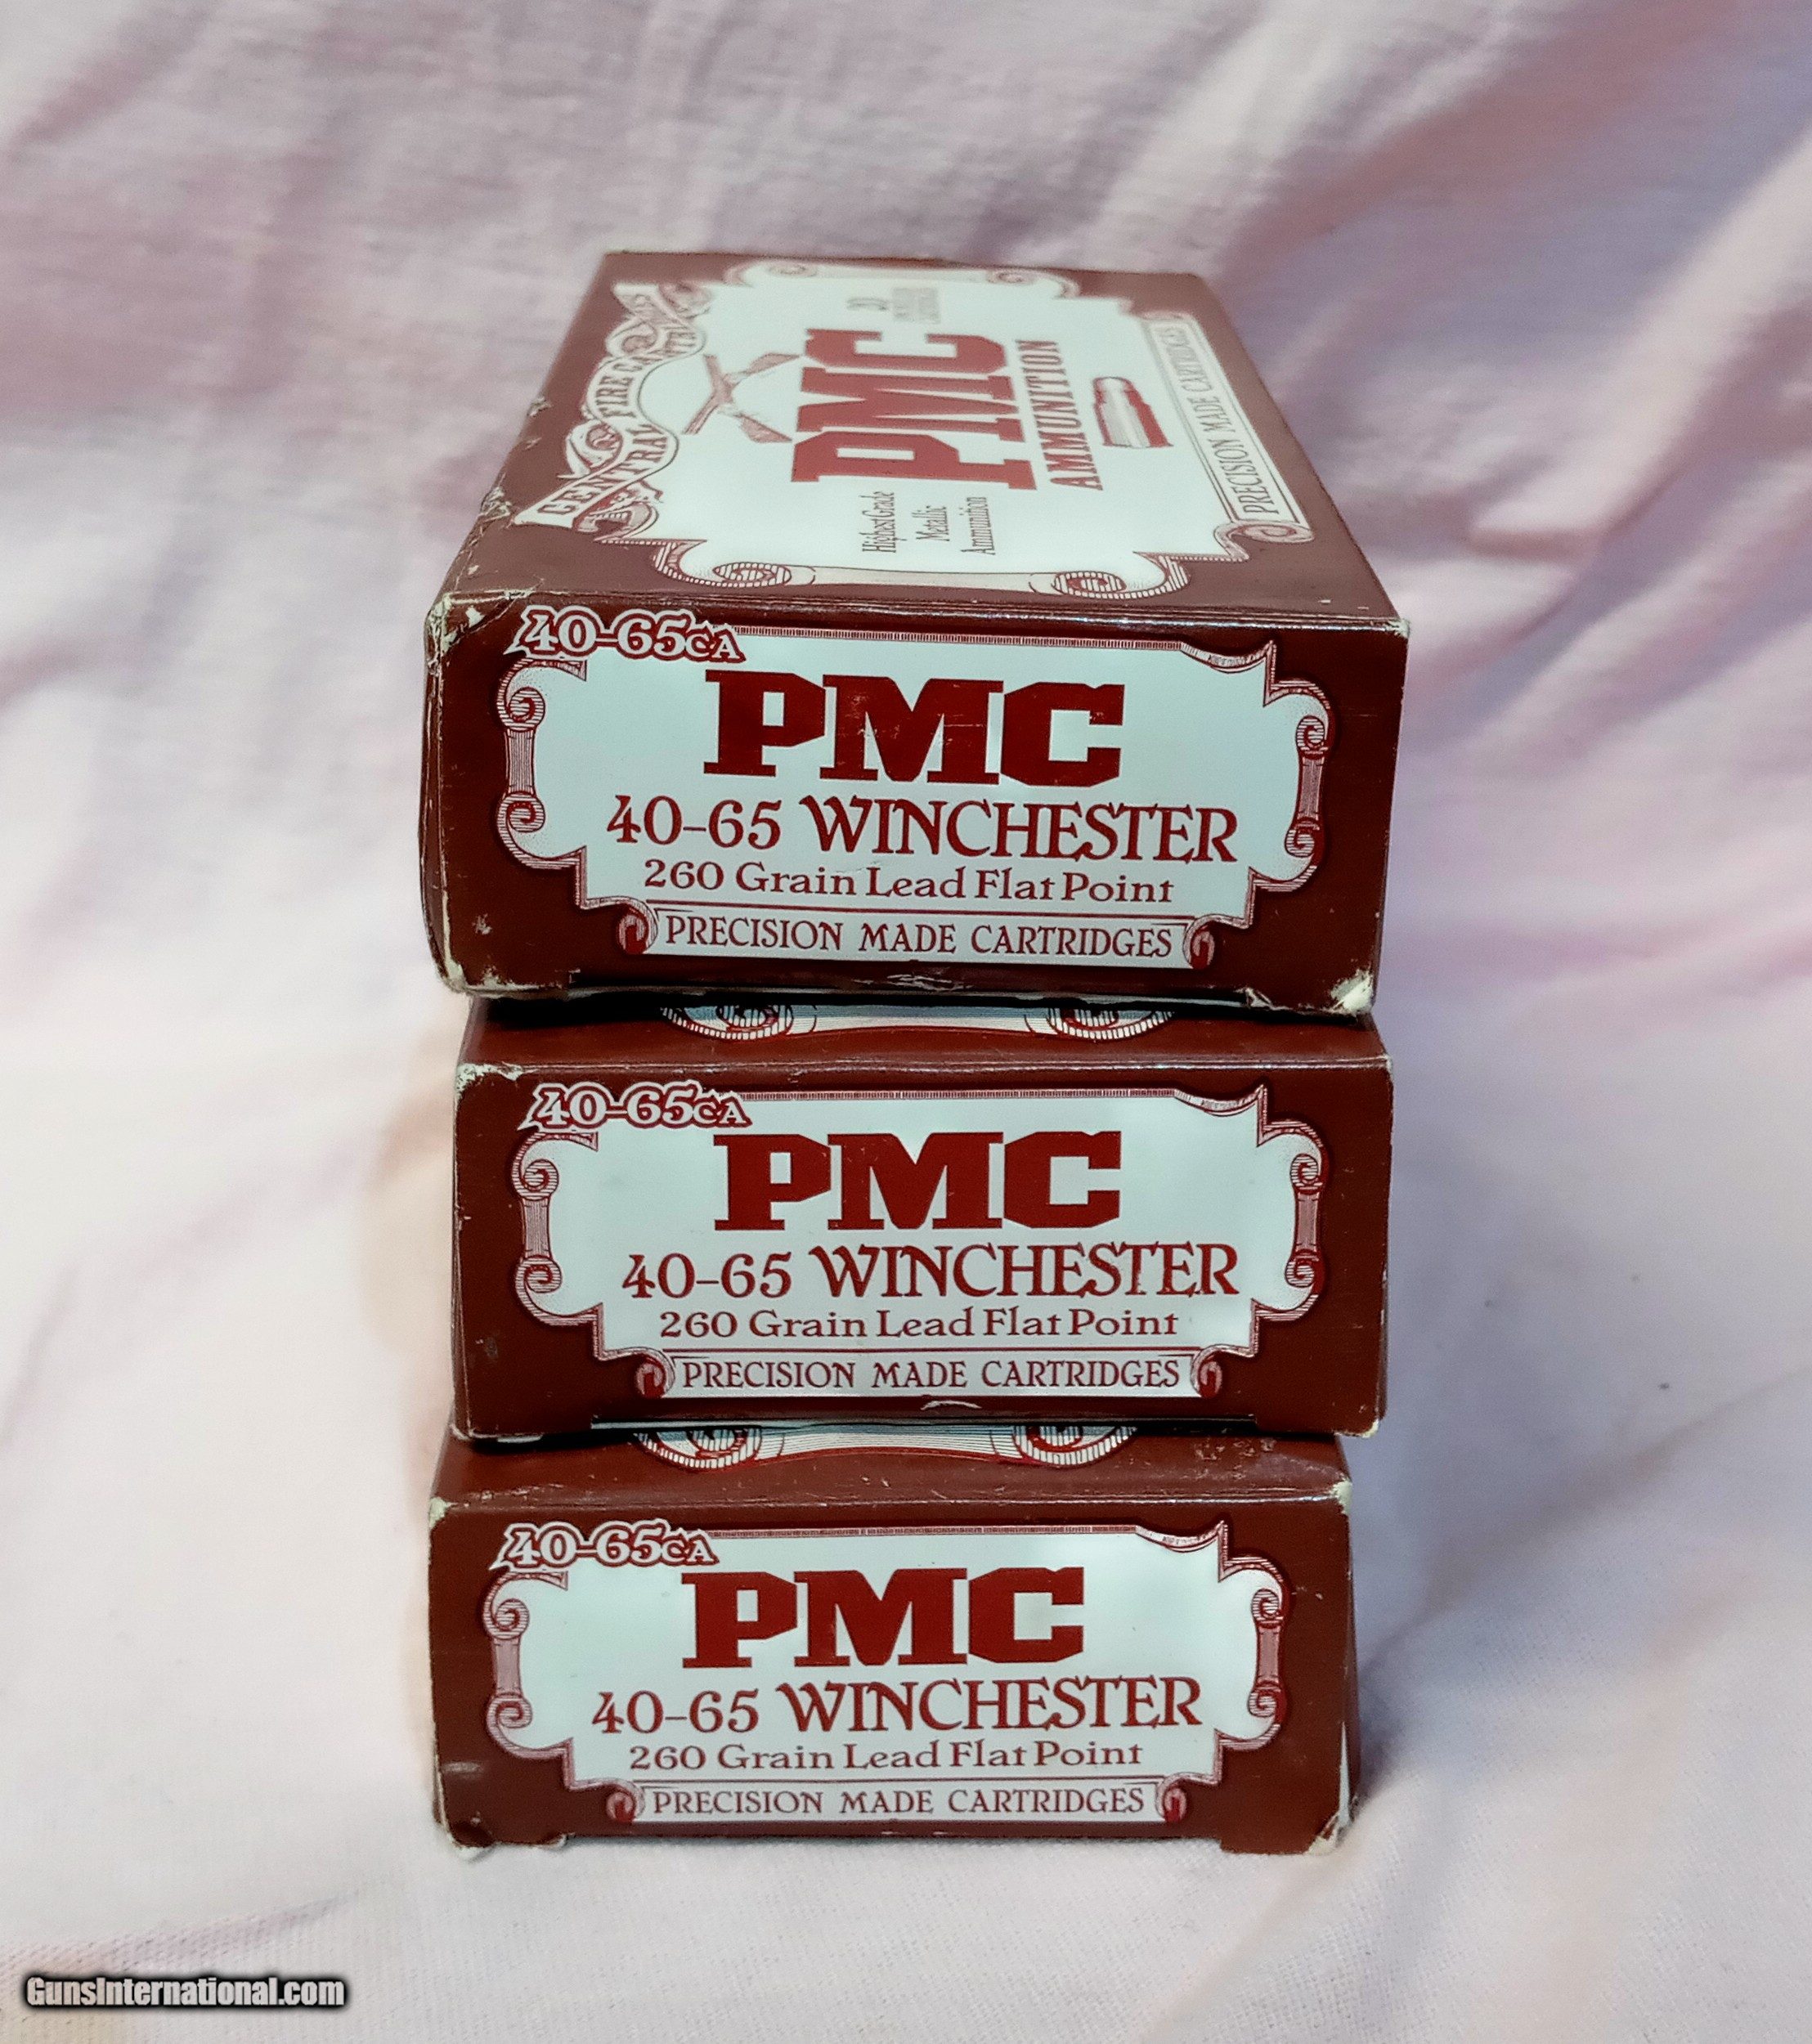 CENTRAL FIRE
PMC
AMMUNITION
Highest Grade
Metallic
Ammunition
20
PRECISION MADE CARTRIDGES
40-65CA
PMC
40-65 WINCHESTER
260 Grain Lead Flat Point
PRECISION MADE CARTRIDGES
40-65CA
PMC
40-65 WINCHESTER
260 Grain Lead Flat Point
PRECISION MADE CARTRIDGES
40-65CA
PMC
40-65 WINCHESTER
260 Grain Lead Flat Point
PRECISION MADE CARTRIDGES
GunsInternational.com